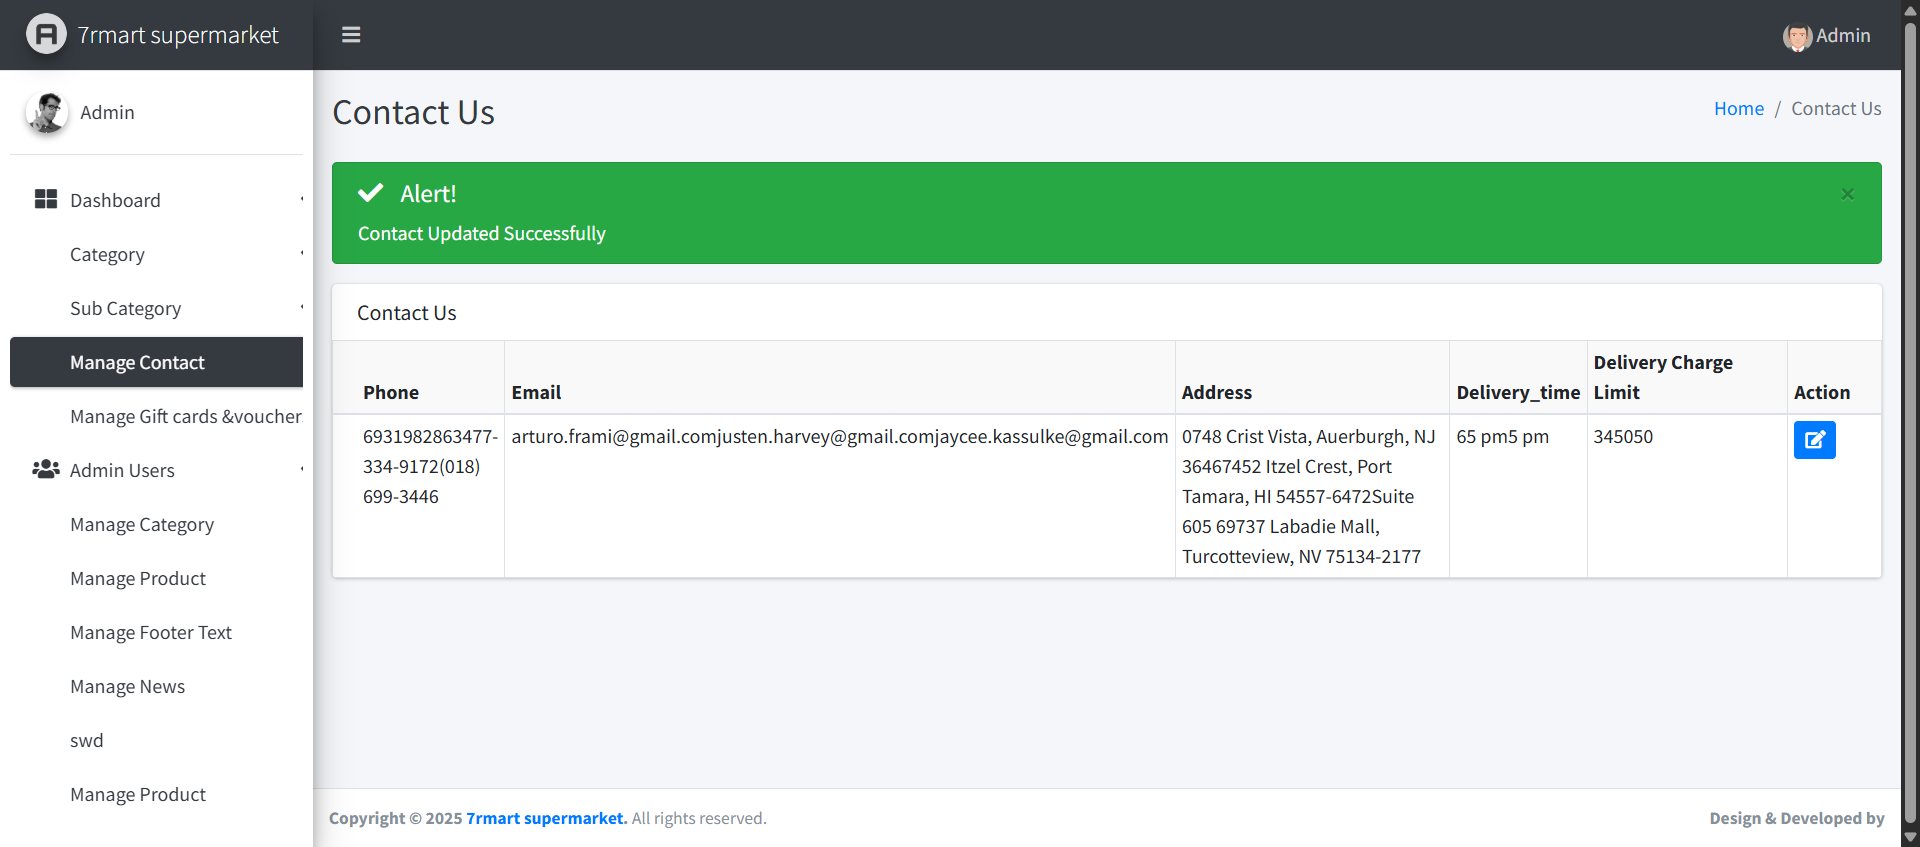 7rmart supermarket
Admin
Admin
Dashboard
Category
Sub Category
Manage Contact
Manage Gift cards &voucher
Admin Users
Manage Category
Manage Product
Manage Footer Text
Manage News
swd
Manage Product
Contact Us
Home / Contact Us
Alert!
×
Contact Updated Successfully
Contact Us
Phone
Email
Address
Delivery_time
Delivery Charge
Limit
Action
6931982863477-
334-9172(018)
699-3446
arturo.frami@gmail.comjusten.harvey@gmail.comjaycee.kassulke@gmail.com
0748 Crist Vista, Auerburgh, NJ
36467452 Itzel Crest, Port
Tamara, HI 54557-6472Suite
605 69737 Labadie Mall,
Turcotteview, NV 75134-2177
65 pm5 pm
345050
Copyright © 2025 7rmart supermarket. All rights reserved.
Design & Developed by